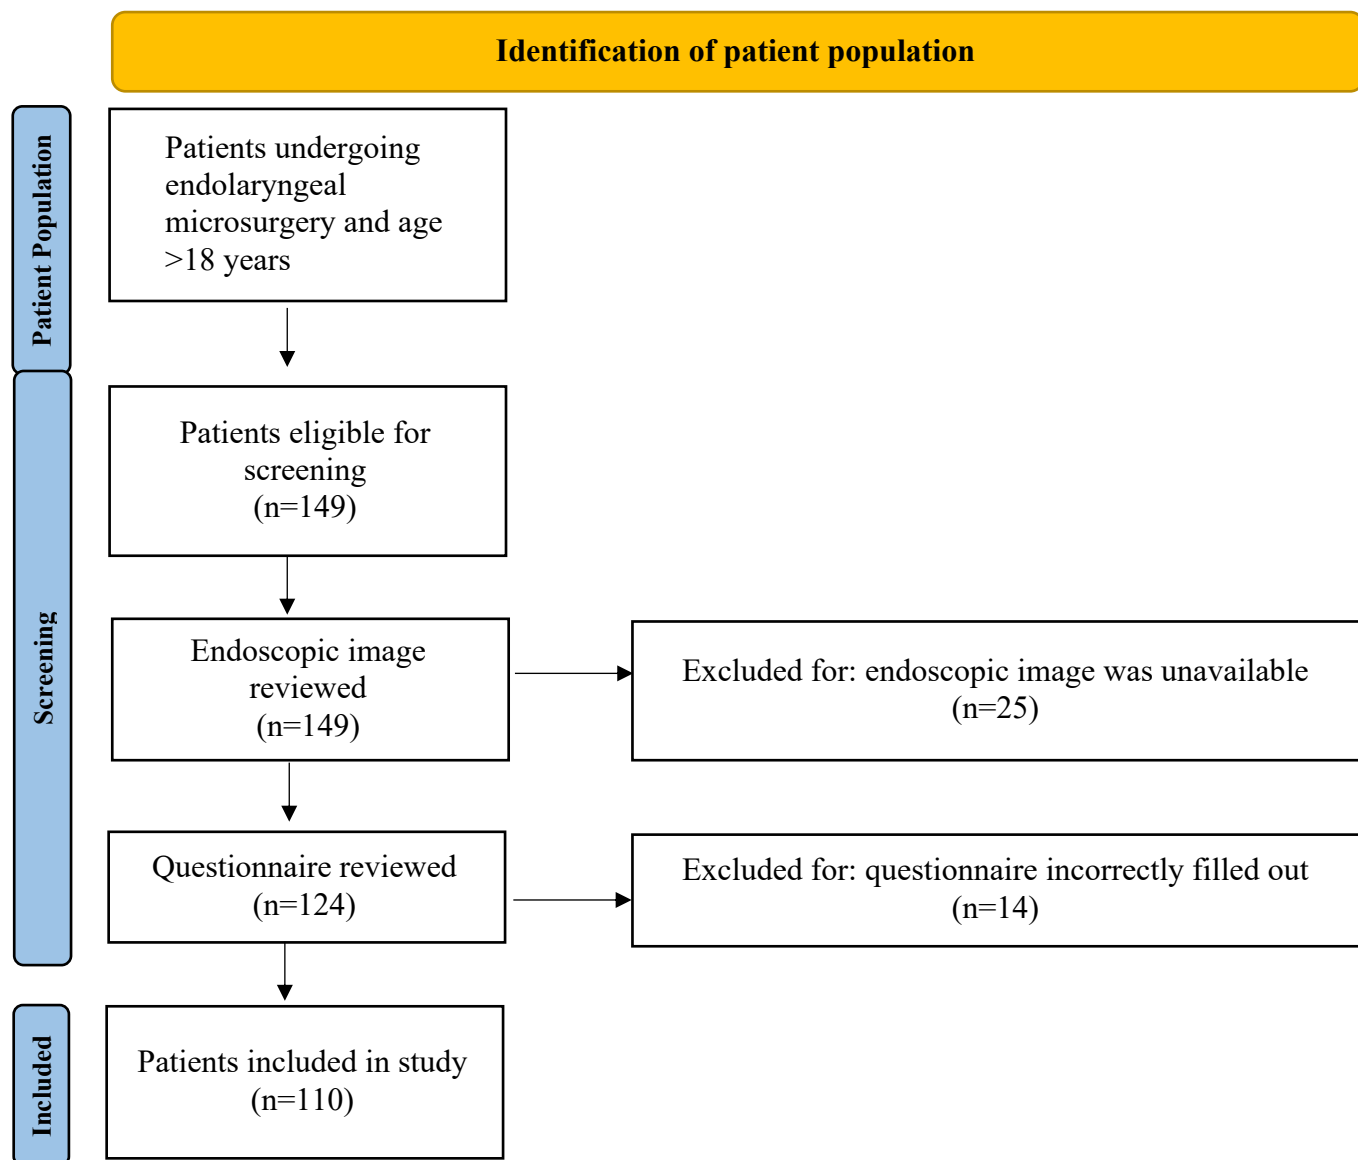 Identification of patient population
Patient Population
Patients undergoing
endolaryngeal
microsurgery and age
>18 years
Screening
Patients eligible for
screening
(n=149)
Endoscopic image
reviewed
(n=149)
Excluded for: endoscopic image was unavailable
(n=25)
Questionnaire reviewed
(n=124)
Excluded for: questionnaire incorrectly filled out
(n=14)
Included
Patients included in study
(n=110)